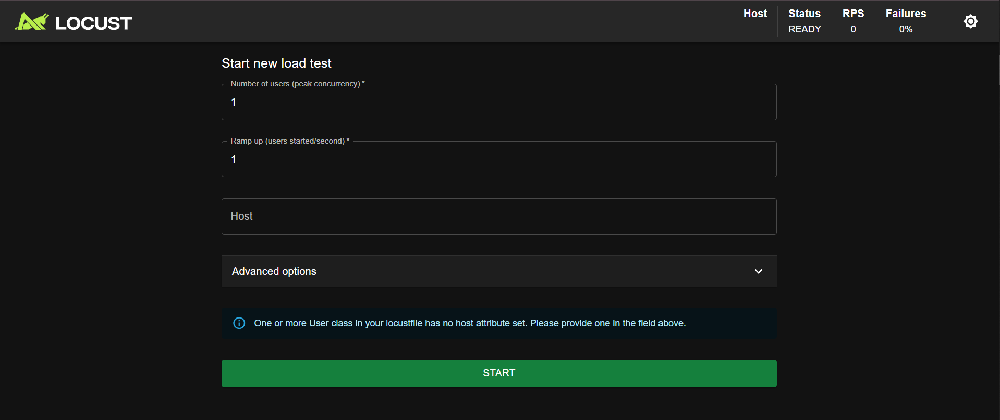 LOCUST
Host
Status
READY
RPS
0
Failures
0%
Start new load test
Number of users (peak concurrency) *
1
Ramp up (users started/second) *
1
Host
Advanced options
One or more User class in your locustfile has no host attribute set. Please provide one in the field above.
START